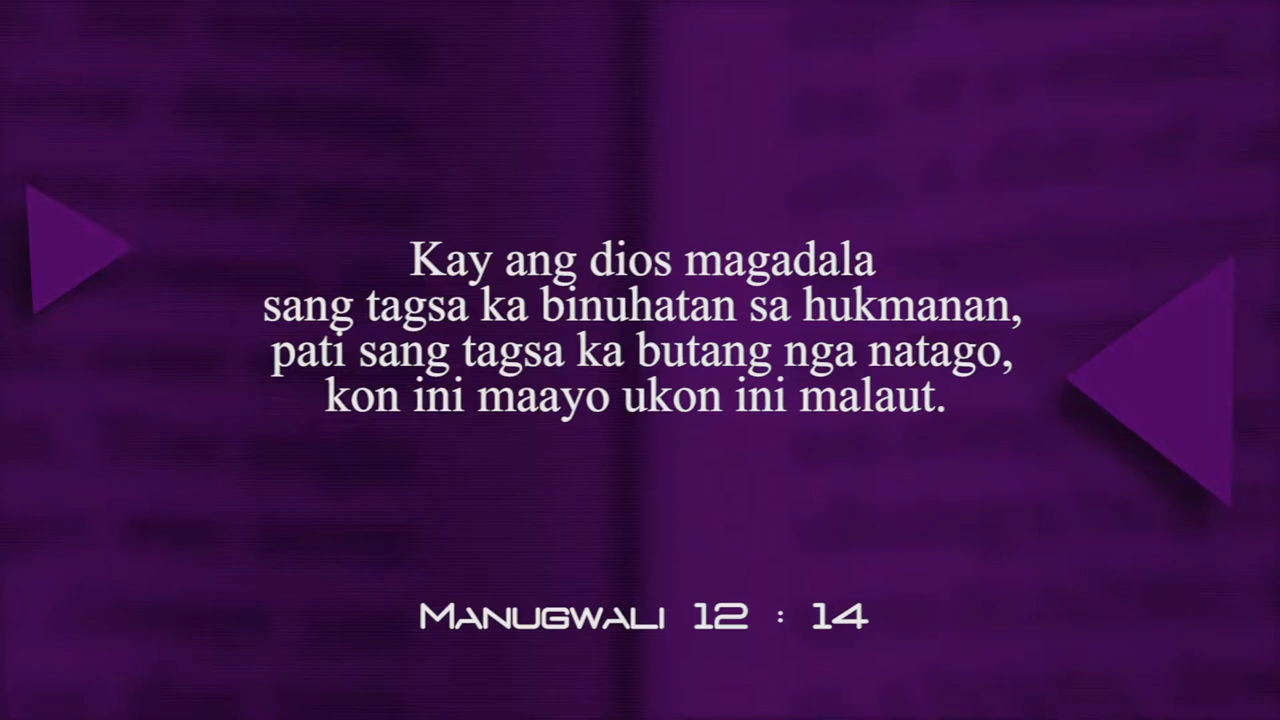 Kay ang dios magadala
sang tagsa ka binuhatan sa hukmanan,
pati sang tagsa ka butang nga natago,
kon ini maayo ukon ini malaut.
Manugwali 12 : 14